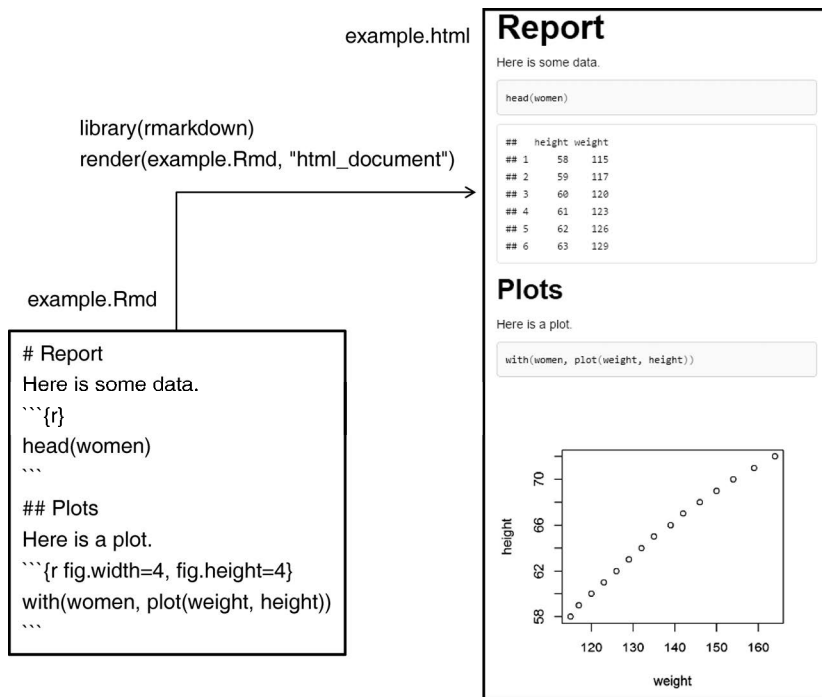 example.html
library(rmarkdown)
render(example.Rmd, "html_document")
example.Rmd
# Report
Here is some data.
```{r}
head(women)
```
## Plots
Here is a plot.
```{r fig.width=4, fig.height=4}
with(women, plot(weight, height))
```
Report
Here is some data.
head(women)
##   height weight
## 1     58    115
## 2     59    117
## 3     60    120
## 4     61    123
## 5     62    126
## 6     63    129
Plots
Here is a plot.
with(women, plot(weight, height))
height
70
66
62
58
120 130 140 150 160
weight